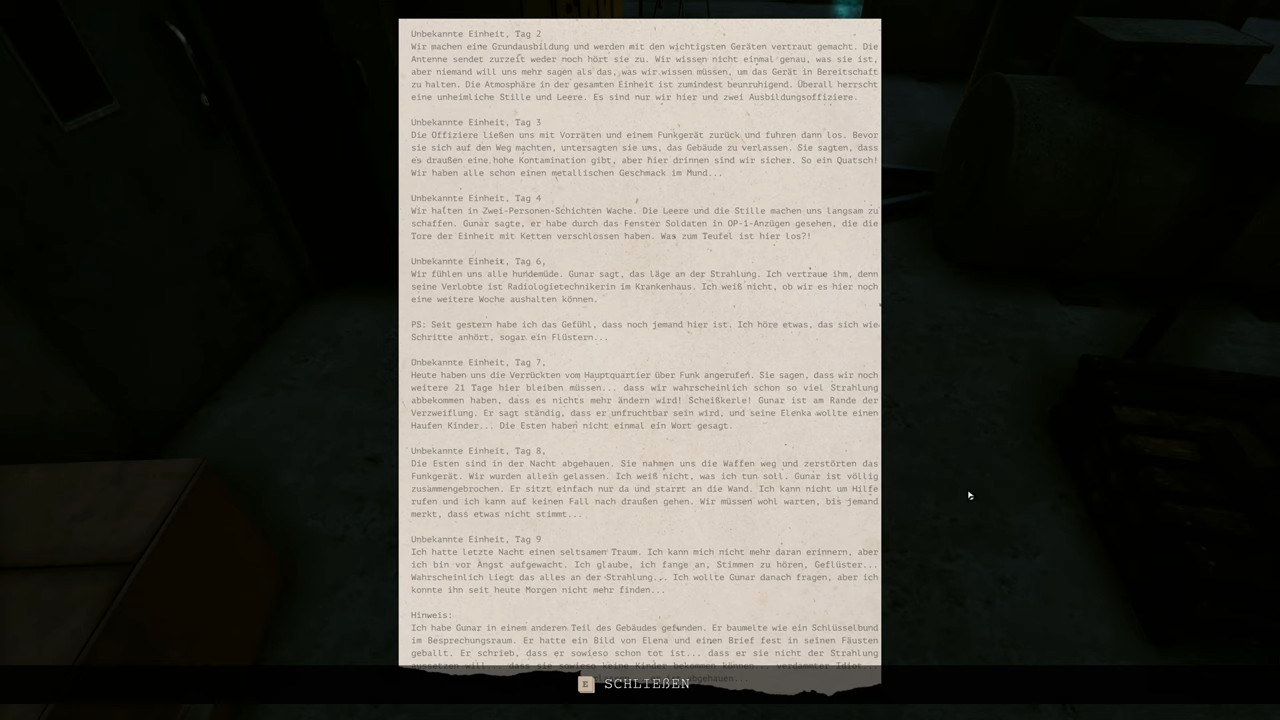 Unbekannte Einheit, Tag 2
Wir machen eine Grundausbildung und werden mit den wichtigsten Geräten vertraut gemacht. Die
Antenne sendet zurzeit weder noch hört sie zu. Wir wissen nicht einmal genau, was sie ist,
aber niemand will uns mehr sagen als das, was wir wissen müssen, um das Gerät in Bereitschaft
zu halten. Die Atmosphäre in der gesamten Einheit ist zumindest beunruhigend. Überall herrscht
eine unheimliche Stille und Leere. Es sind nur wir hier und zwei Ausbildungsoffiziere.
Unbekannte Einheit, Tag 3
Die Offiziere ließen uns mit Vorräten und einem Funkgerät zurück und fuhren dann los. Bevor
sie sich auf den Weg machten, untersagten sie uns, das Gebäude zu verlassen. Sie sagten, dass
es draußen eine hohe Kontamination gibt, aber hier drinnen sind wir sicher. So ein Quatsch!
Wir haben alle schon einen metallischen Geschmack im Mund...
Unbekannte Einheit, Tag 4
Wir halten in Zwei-Personen-Schichten Wache. Die Leere und die Stille machen uns langsam zu
schaffen. Gunar sagte, er habe durch das Fenster Soldaten in OP-1-Anzügen gesehen, die die
Tore der Einheit mit Ketten verschlossen haben. Was zum Teufel ist hier los?!
Unbekannte Einheit, Tag 6,
Wir fühlen uns alle hundemüde. Gunar sagt, das läge an der Strahlung. Ich vertraue ihm, denn
seine Verlobte ist Radiologietechnikerin im Krankenhaus. Ich weiß nicht, ob wir es hier noch
eine weitere Woche aushalten können.
PS: Seit gestern habe ich das Gefühl, dass noch jemand hier ist. Ich höre etwas, das sich wie
Schritte anhört, sogar ein Flüstern...
Unbekannte Einheit, Tag 7,
Heute haben uns die Verrückten vom Hauptquartier über Funk angerufen. Sie sagen, dass wir noch
weitere 21 Tage hier bleiben müssen... dass wir wahrscheinlich schon so viel Strahlung
abbekommen haben, dass es nichts mehr ändern wird! Scheißkerle! Gunar ist am Rande der
Verzweiflung. Er sagt ständig, dass er unfruchtbar sein wird, und seine Elenka wollte einen
Haufen Kinder... Die Esten haben nicht einmal ein Wort gesagt.
Unbekannte Einheit, Tag 8,
Die Esten sind in der Nacht abgehauen. Sie nahmen uns die Waffen weg und zerstörten das
Funkgerät. Wir wurden allein gelassen. Ich weiß nicht, was ich tun soll. Gunar ist völlig
zusammengebrochen. Er sitzt einfach nur da und starrt an die Wand. Ich kann nicht um Hilfe
rufen und ich kann auf keinen Fall nach draußen gehen. Wir müssen wohl warten, bis jemand
merkt, dass etwas nicht stimmt...
Unbekannte Einheit, Tag 9
Ich hatte letzte Nacht einen seltsamen Traum. Ich kann mich nicht mehr daran erinnern, aber
ich bin vor Angst aufgewacht. Ich glaube, ich fange an, Stimmen zu hören, Geflüster...
Wahrscheinlich liegt das alles an der Strahlung... Ich wollte Gunar danach fragen, aber ich
konnte ihn seit heute Morgen nicht mehr finden...
Hinweis:
Ich habe Gunar in einem anderen Teil des Gebäudes gefunden. Er baumelte wie ein Schlüsselbund
im Besprechungsraum. Er hatte ein Bild von Elena und einen Brief fest in seinen Fäusten
geballt. Er schrieb, dass er sowieso schon tot ist... dass er sie nicht der Strahlung
aussetzen will... dass sie sowieso keine Kinder bekommen können... verdammter Idiot...
abgehauen...
E SCHLIEßEN